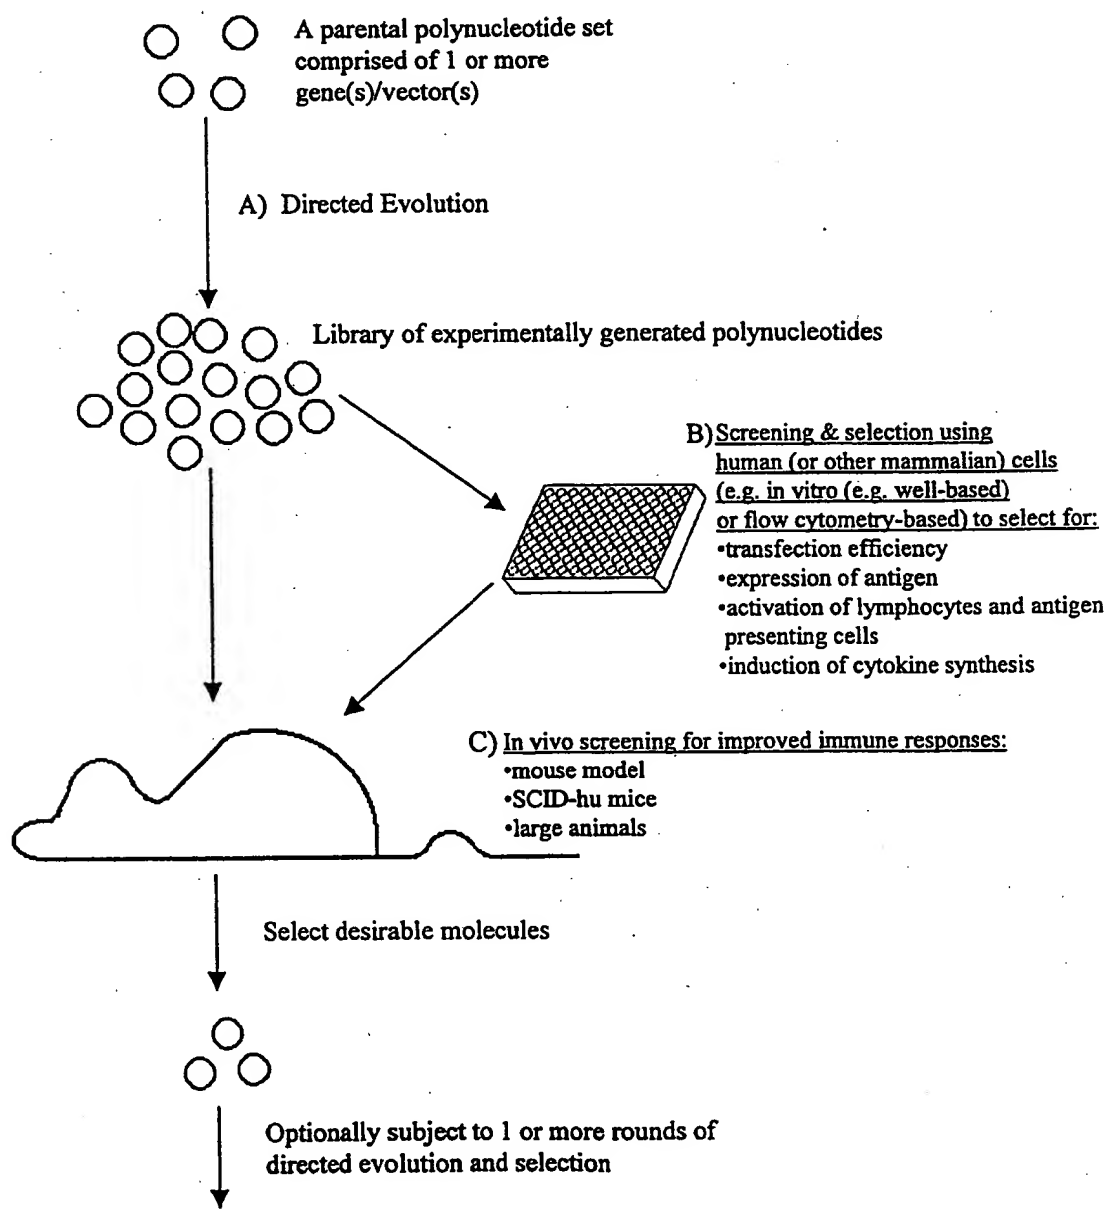 A parental polynucleotide set
comprised of 1 or more
gene(s)/vector(s)
A) Directed Evolution
Library of experimentally generated polynucleotides
B) Screening & selection using
human (or other mammalian) cells
(e.g. in vitro (e.g. well-based)
or flow cytometry-based) to select for:
•transfection efficiency
•expression of antigen
•activation of lymphocytes and antigen
presenting cells
•induction of cytokine synthesis
C) In vivo screening for improved immune responses:
•mouse model
•SCID-hu mice
•large animals
Select desirable molecules
Optionally subject to 1 or more rounds of
directed evolution and selection